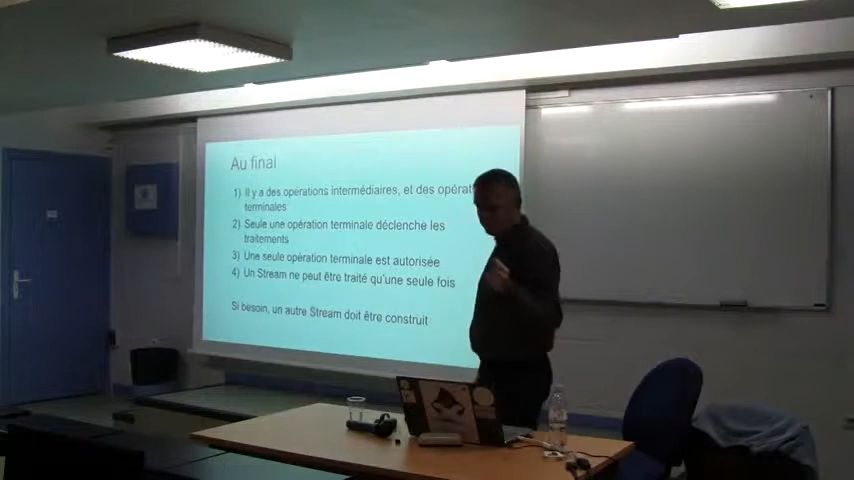 Au final
1) Il y a des opérations intermédiaires, et des opérat
terminales
2) Seule une opération terminale déclenche les
traitements
3) Une seule opération terminale est autorisée
4) Un Stream ne peut être traité qu'une seule fois
Si besoin, un autre Stream doit être construit